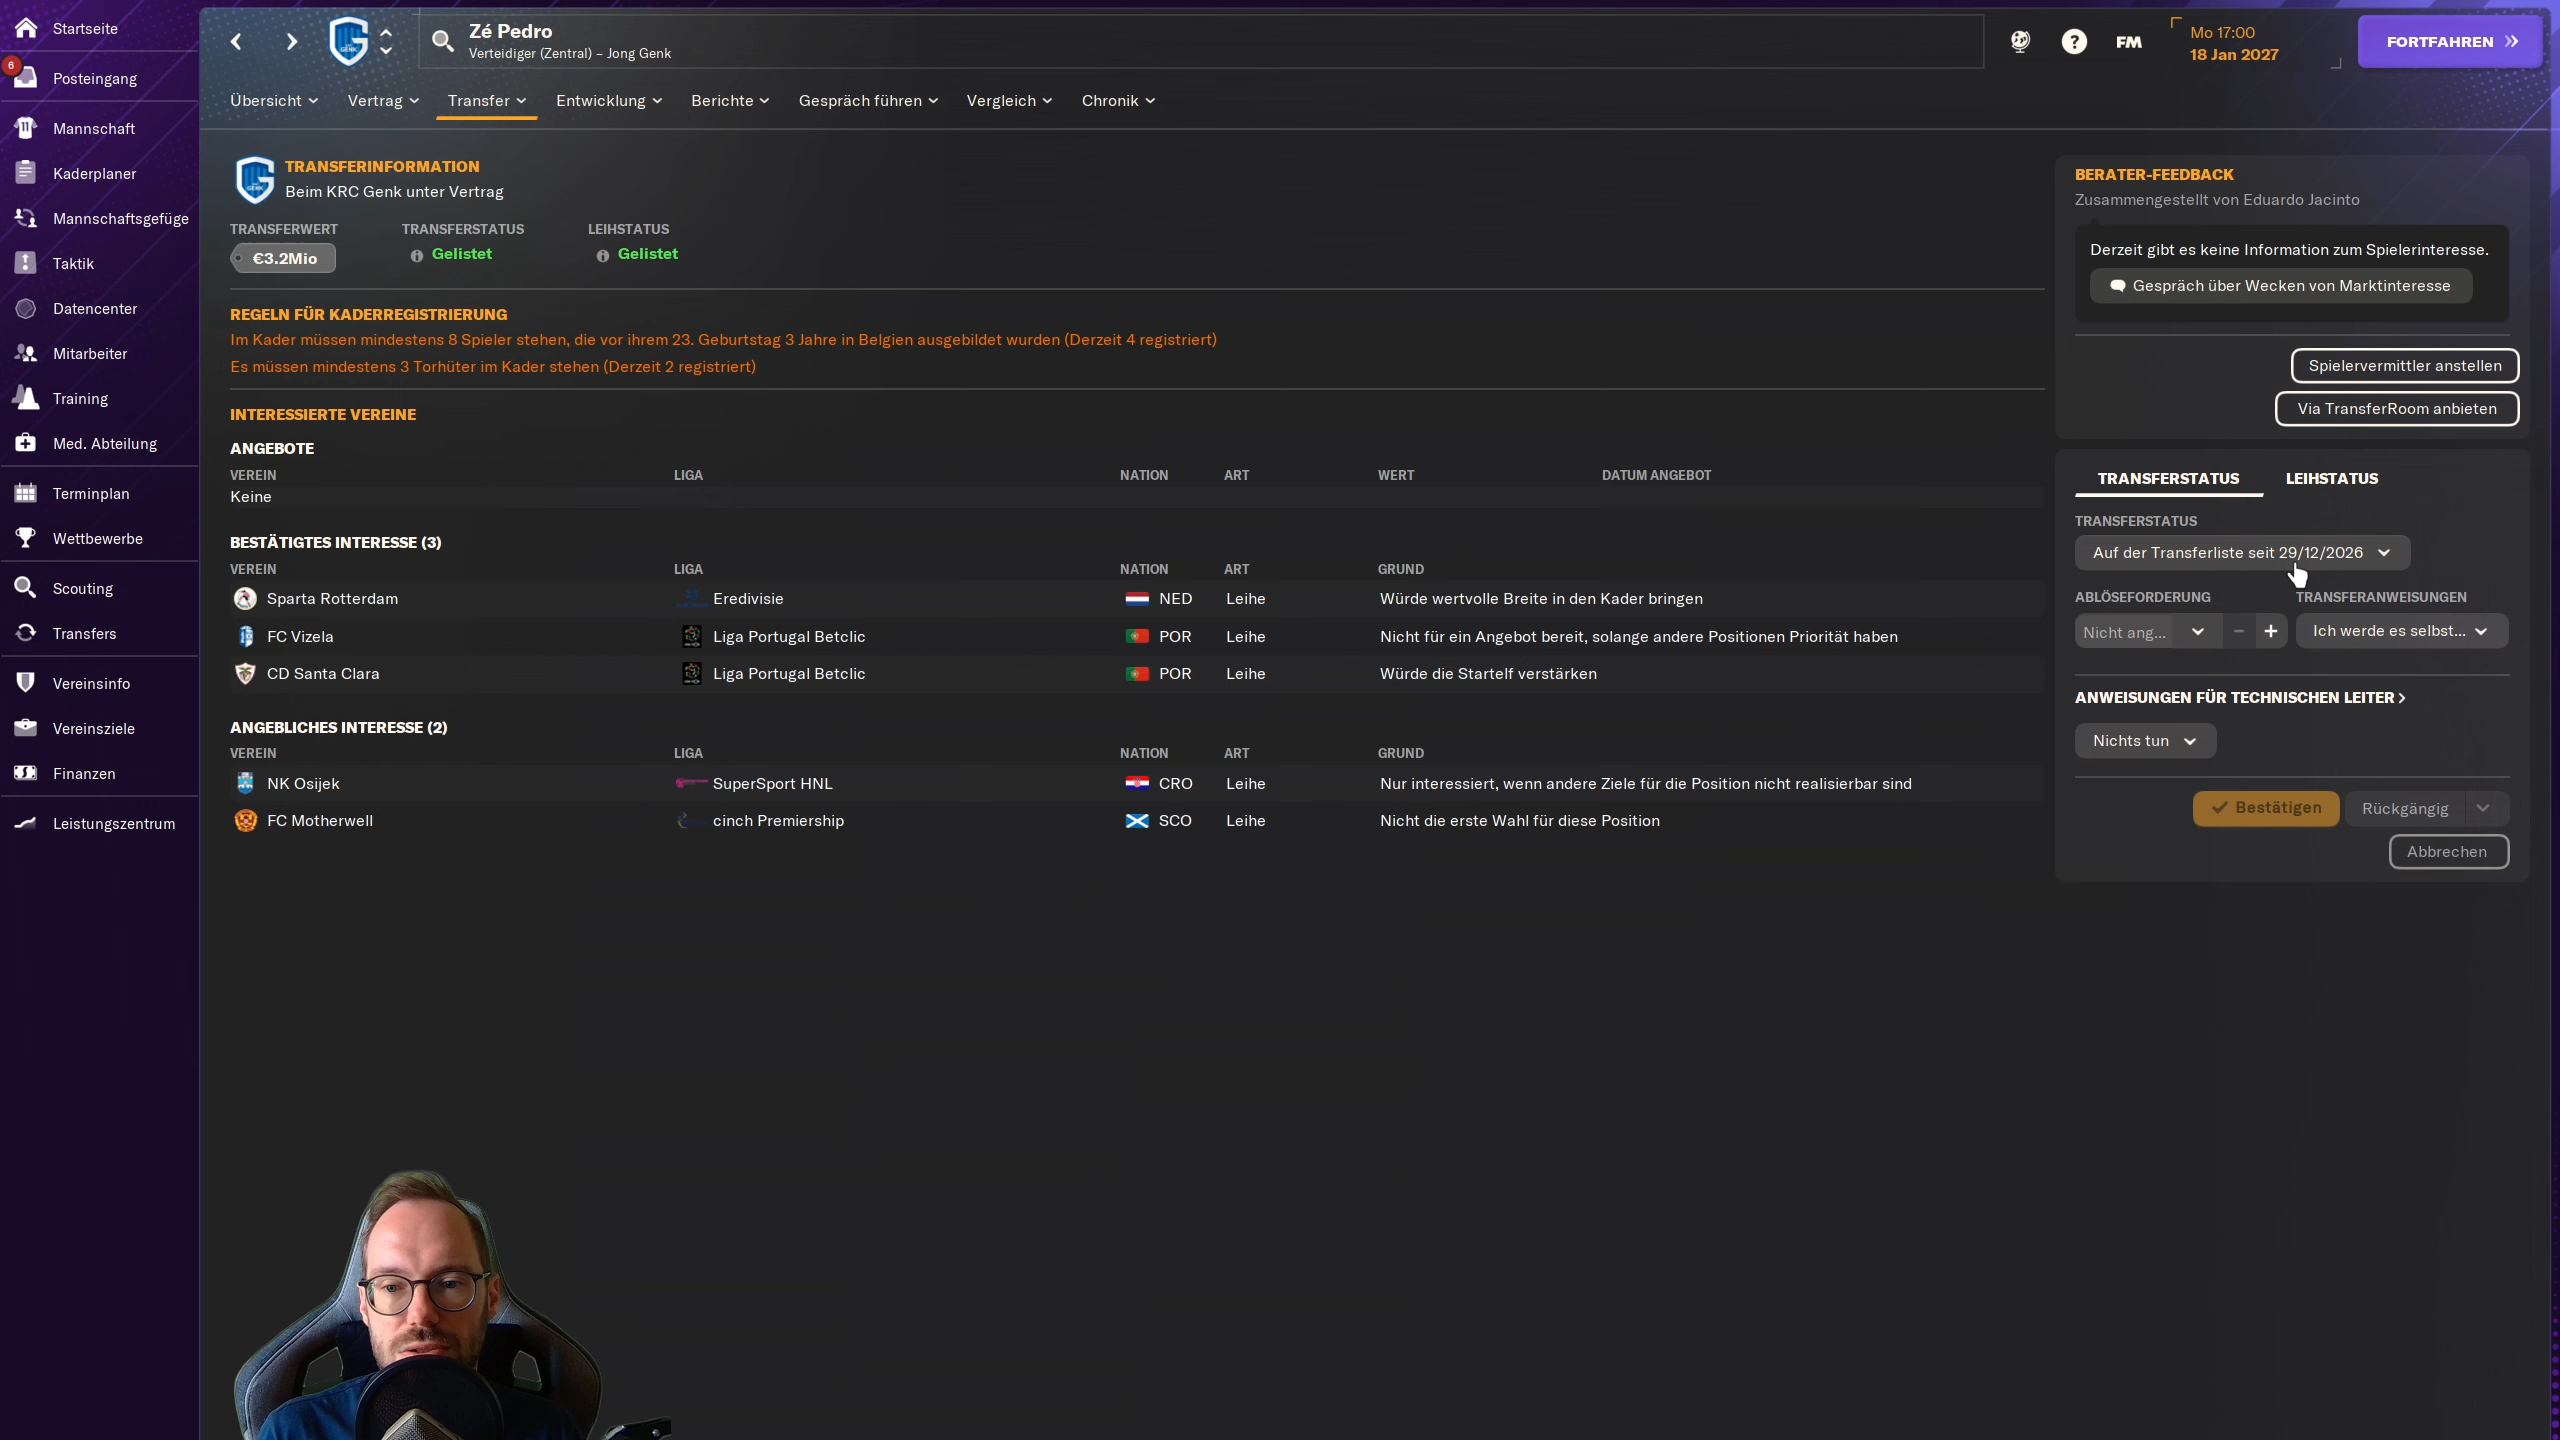 Startseite
6
Posteingang
Mannschaft
Kaderplaner
Mannschaftsgefüge
Taktik
Datencenter
Mitarbeiter
Training
Med. Abteilung
Terminplan
Wettbewerbe
Scouting
Transfers
Vereinsinfo
Vereinsziele
Finanzen
Leistungszentrum
Zé Pedro
Verteidiger (Zentral) – Jong Genk
FM
Mo 17:00
18 Jan 2027
FORTFAHREN
Übersicht Vertrag Transfer Entwicklung Berichte Gespräch führen Vergleich Chronik
TRANSFERINFORMATION
Beim KRC Genk unter Vertrag
TRANSFERWERT TRANSFERSTATUS LEIHSTATUS
€3.2Mio Gelistet Gelistet
REGELN FÜR KADERREGISTRIERUNG
Im Kader müssen mindestens 8 Spieler stehen, die vor ihrem 23. Geburtstag 3 Jahre in Belgien ausgebildet wurden (Derzeit 4 registriert)
Es müssen mindestens 3 Torhüter im Kader stehen (Derzeit 2 registriert)
INTERESSIERTE VEREINE
ANGEBOTE
VEREIN LIGA NATION ART WERT DATUM ANGEBOT
Keine
BESTÄTIGTES INTERESSE (3)
VEREIN LIGA NATION ART GRUND
Sparta Rotterdam Eredivisie NED Leihe Würde wertvolle Breite in den Kader bringen
FC Vizela Liga Portugal Betclic POR Leihe Nicht für ein Angebot bereit, solange andere Positionen Priorität haben
CD Santa Clara Liga Portugal Betclic POR Leihe Würde die Startelf verstärken
ANGEBLICHES INTERESSE (2)
VEREIN LIGA NATION ART GRUND
NK Osijek SuperSport HNL CRO Leihe Nur interessiert, wenn andere Ziele für die Position nicht realisierbar sind
FC Motherwell cinch Premiership SCO Leihe Nicht die erste Wahl für diese Position
BERATER-FEEDBACK
Zusammengestellt von Eduardo Jacinto
Derzeit gibt es keine Information zum Spielerinteresse.
Gespräch über Wecken von Marktinteresse
Spielervermittler anstellen
Via TransferRoom anbieten
TRANSFERSTATUS LEIHSTATUS
TRANSFERSTATUS
Auf der Transferliste seit 29/12/2026
ABLÖSEFORDERUNG TRANSFERANWEISUNGEN
Nicht ang... Ich werde es selbst...
ANWEISUNGEN FÜR TECHNISCHEN LEITER
Nichts tun
Bestätigen Rückgängig
Abbrechen